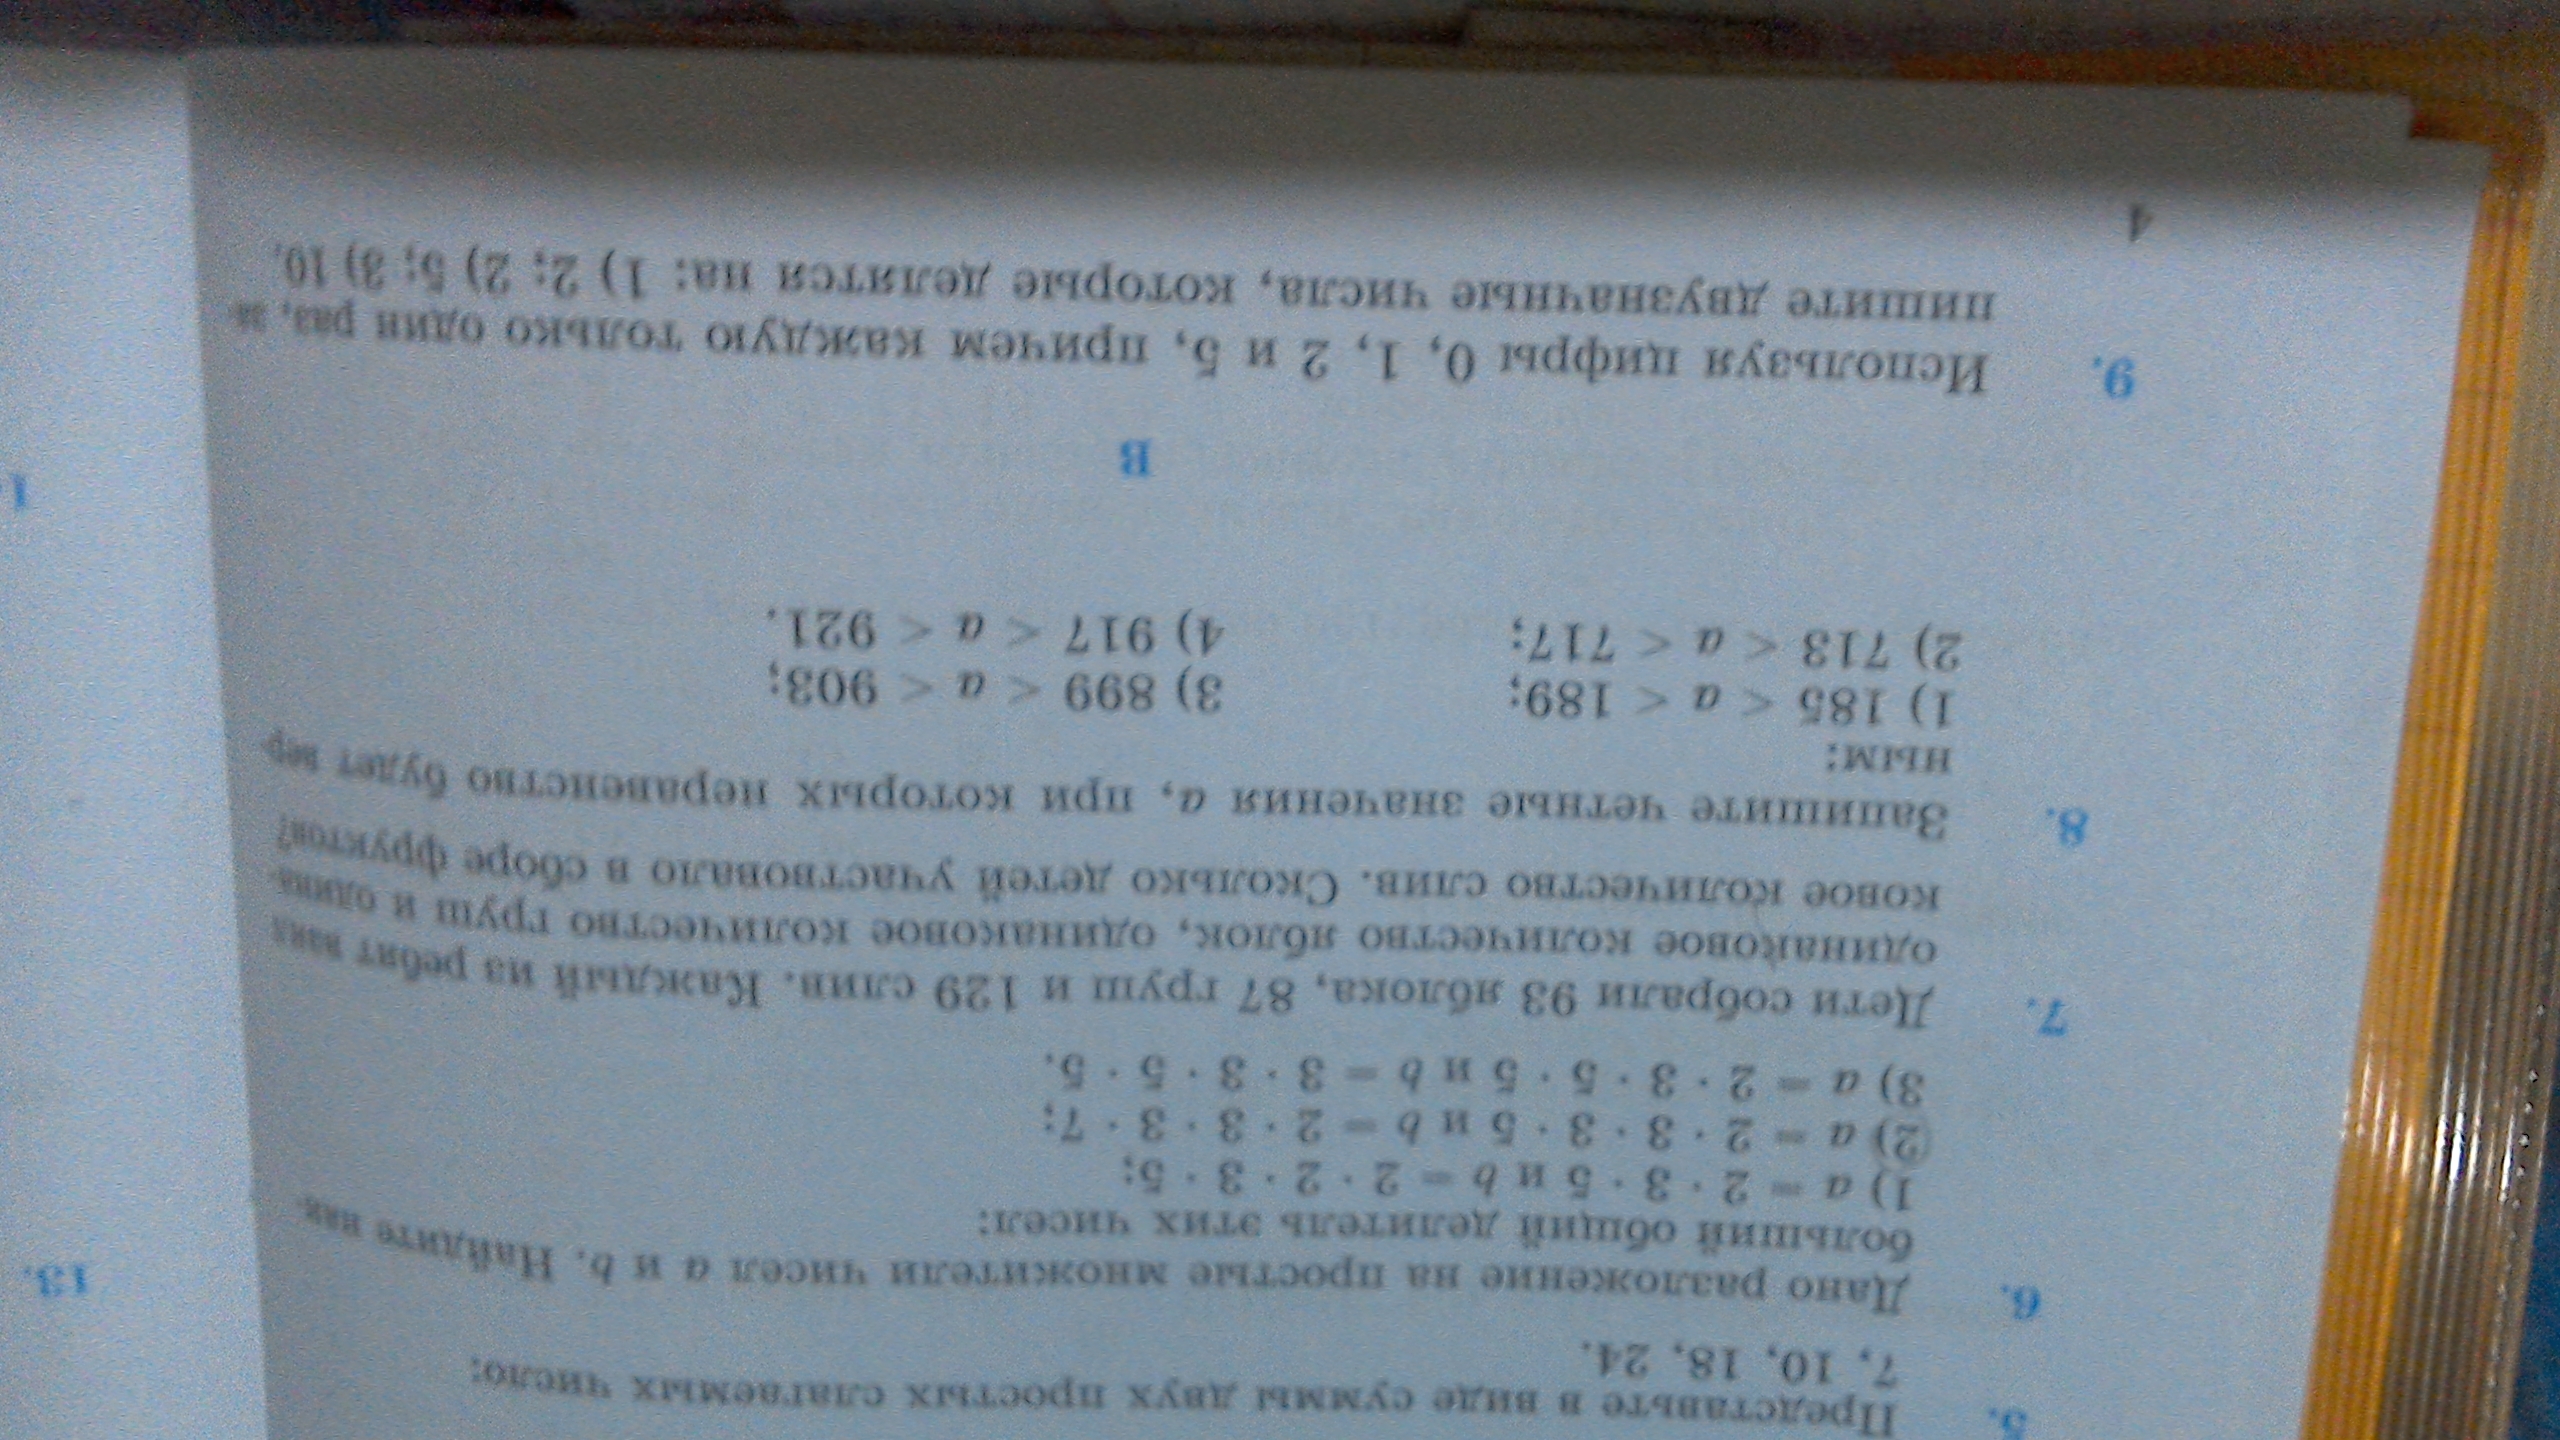 5. Представьте в виде суммы двух простых слагаемых число:
7, 10, 18, 24.
6. Дано разложение на простые множители чисел a и b. Найдите наи-
больший общий делитель этих чисел:
1) a = 2 · 3 · 5 и b = 2 · 2 · 3 · 5;
2) a = 2 · 3 · 3 · 5 и b = 2 · 3 · 3 · 7;
3) a = 2 · 3 · 5 · 5 и b = 3 · 3 · 5 · 5.
7. Дети собрали 93 яблока, 87 груш и 129 слив. Каждый из ребят взял
одинаковое количество яблок, одинаковое количество груш и одина-
ковое количество слив. Сколько детей участвовало в сборе фруктов?
8. Запишите четные значения a, при которых неравенство будет вер-
ным:
1) 185 < a < 189; 3) 899 < a < 903;
2) 713 < a < 717; 4) 917 < a < 921.
В
9. Используя цифры 0, 1, 2 и 5, причем каждую только один раз, за-
пишите двузначные числа, которые делятся на: 1) 2; 2) 5; 3) 10.
4
13.